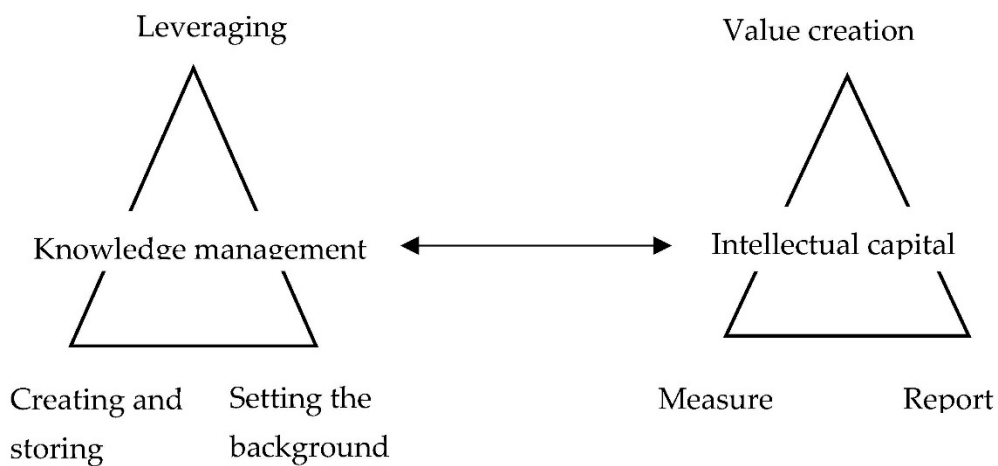 Leveraging
Value creation
Knowledge management
Intellectual capital
Creating and
storing
Setting the
background
Measure
Report